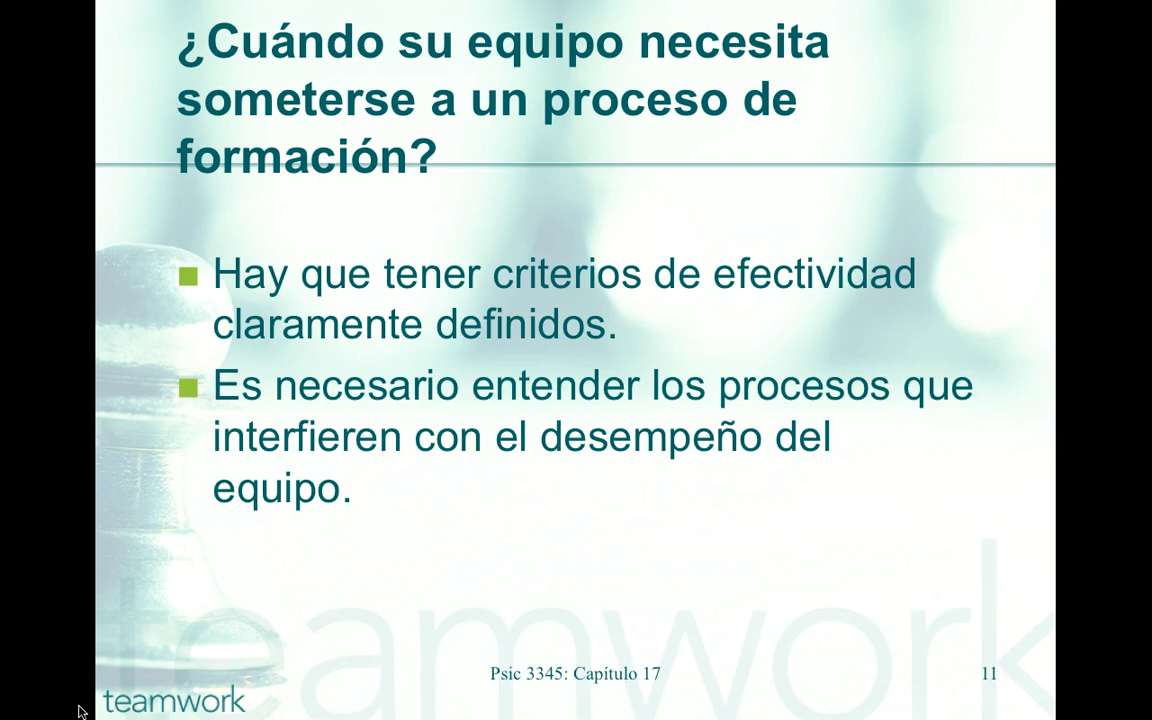 ¿Cuándo su equipo necesita
someterse a un proceso de
formación?
Hay que tener criterios de efectividad
claramente definidos.
Es necesario entender los procesos que
interfieren con el desempeño del
equipo.
teamwork
Psic 3345: Capítulo 17
11
teamwork